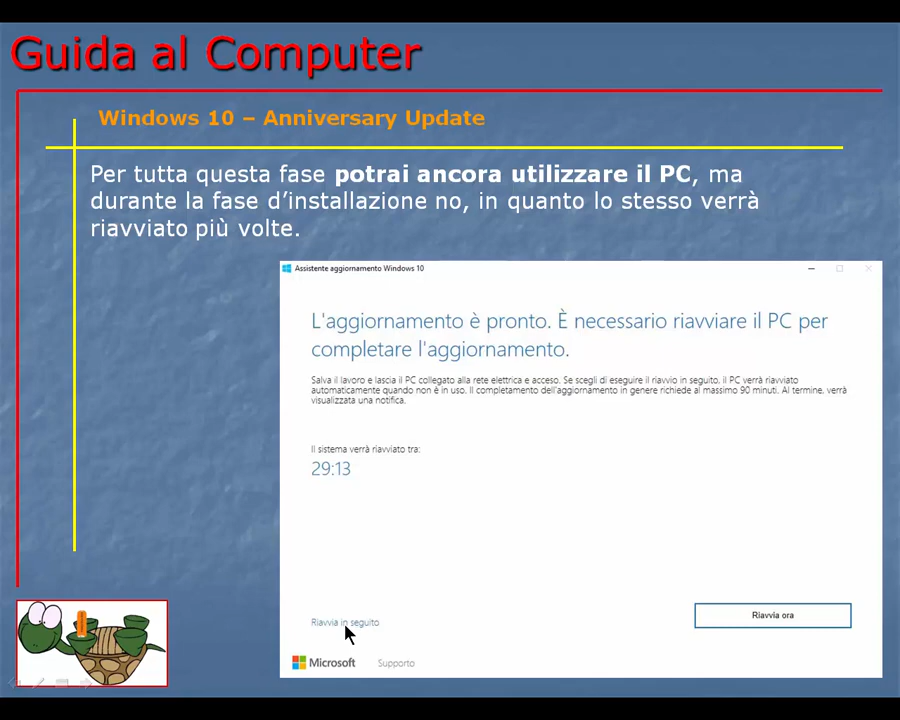 Guida al Computer
Windows 10 – Anniversary Update
Per tutta questa fase potrai ancora utilizzare il PC, ma
durante la fase d’installazione no, in quanto lo stesso verrà
riavviato più volte.
Assistente aggiornamento Windows 10
L'aggiornamento è pronto. È necessario riavviare il PC per
completare l'aggiornamento.
Salva il lavoro e lascia il PC collegato alla rete elettrica e acceso. Se scegli di eseguire il riavvio in seguito, il PC verrà riavviato
automaticamente quando non è in uso. Il completamento dell'aggiornamento in genere richiede al massimo 90 minuti. Al termine, verrà
visualizzata una notifica.
Il sistema verrà riavviato tra:
29:13
Riavvia in seguito
Riavvia ora
Microsoft
Supporto